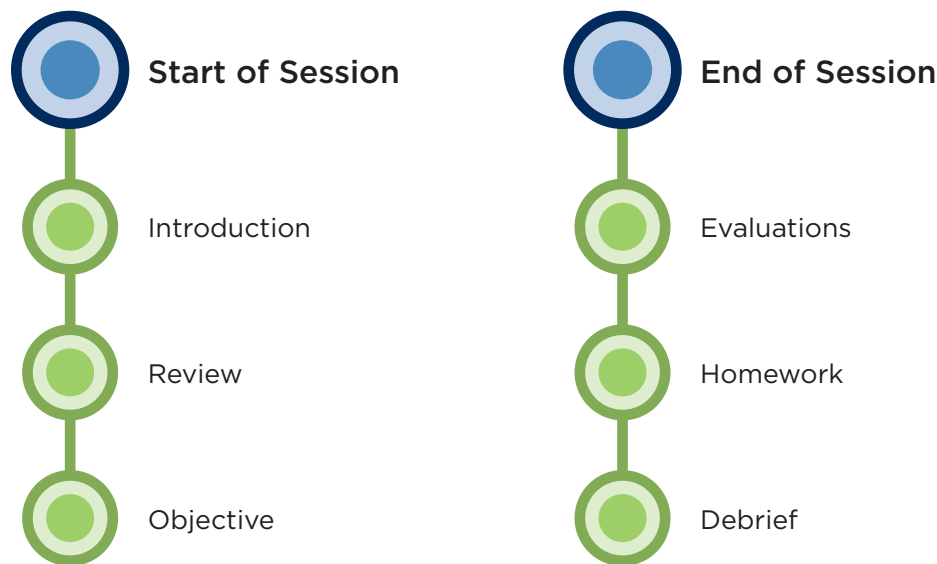 Start of Session
Introduction
Review
Objective
End of Session
Evaluations
Homework
Debrief